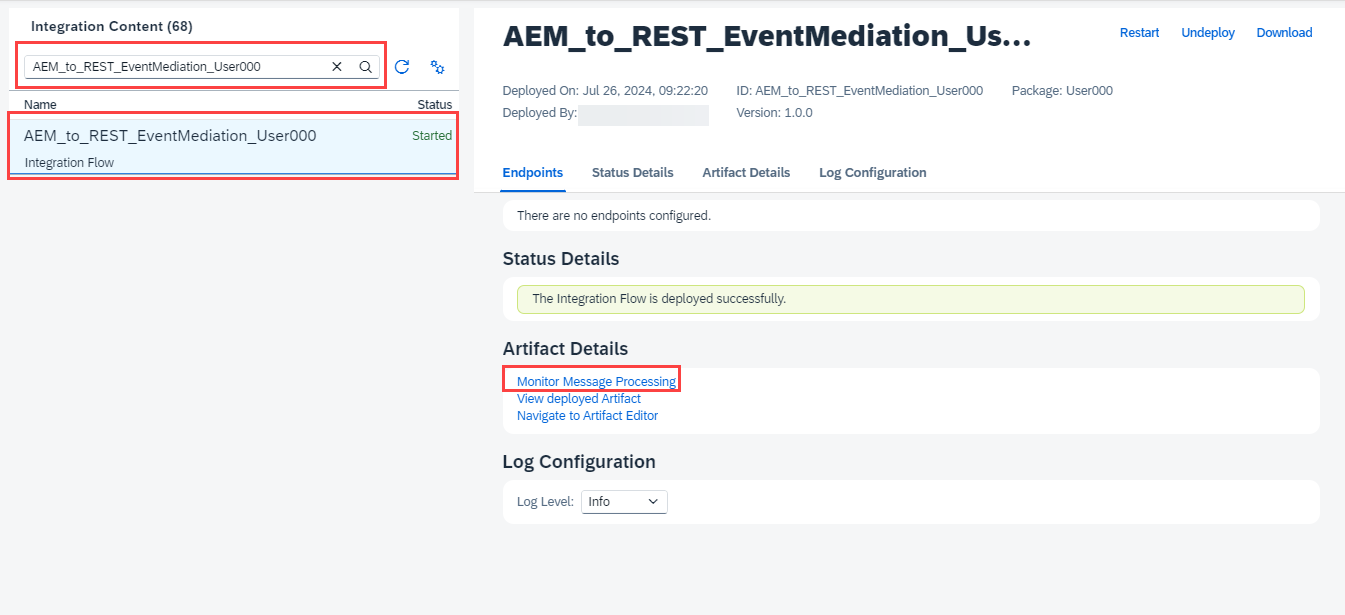 Integration Content (68)
AEM_to_REST_EventMediation_User000
Name Status
AEM_to_REST_EventMediation_User000 Started
Integration Flow
AEM_to_REST_EventMediation_Us...
Restart Undeploy Download
Deployed On: Jul 26, 2024, 09:22:20 ID: AEM_to_REST_EventMediation_User000 Package: User000
Deployed By: Version: 1.0.0
Endpoints Status Details Artifact Details Log Configuration
There are no endpoints configured.
Status Details
The Integration Flow is deployed successfully.
Artifact Details
Monitor Message Processing
View deployed Artifact
Navigate to Artifact Editor
Log Configuration
Log Level: Info